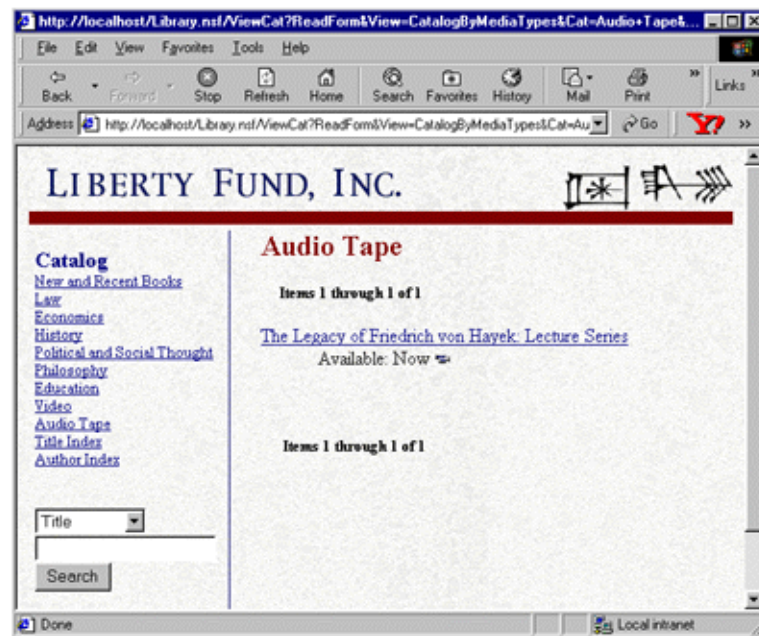 http://localhost/Library.nsf/ViewCat?ReadForm&View=CatalogByMediaTypes&Cat=Audio+Tape&...
File Edit View Favorites Tools Help
Back Forward Stop Refresh Home Search Favorites History Mail Print » Links »
Address http://localhost/Library.nsf/ViewCat?ReadForm&View=CatalogByMediaTypes&Cat=Au Go Y? »
LIBERTY FUND, INC.
Catalog
New and Recent Books
Law
Economics
History
Political and Social Thought
Philosophy
Education
Video
Audio Tape
Title Index
Author Index
Title
Search
Audio Tape
Items 1 through 1 of 1
The Legacy of Friedrich von Hayek: Lecture Series
Available: Now
Items 1 through 1 of 1
Done Local intranet